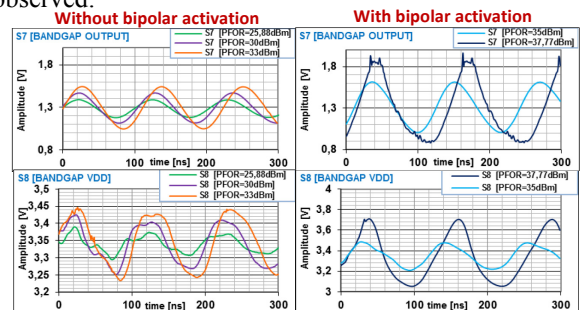 observed.
Without bipolar activation
With bipolar activation
S7 [BANDGAP OUTPUT]
S7 [PFOR=25,88dBm]
S7 [PFOR=30dBm]
S7 [PFOR=33dBm]
Amplitude [V]
1,8
1,3
0,8
0
100
time [ns]
200
300
S7 [BANDGAP OUTPUT]
S7 [PFOR=35dBm]
S7 [PFOR=37,77dBm]
Amplitude [V]
1,8
1,3
0,8
0
100
time [ns]
200
300
S8 [BANDGAP VDD]
S8 [PFOR=25,88dBm]
S8 [PFOR=30dBm]
S8 [PFOR=33dBm]
Amplitude [V]
3,5
3,45
3,4
3,35
3,3
3,25
3,2
0
100
time [ns]
200
300
S8 [BANDGAP VDD]
S8 [PFOR=37,77dBm]
S8 [PFOR=35dBm]
Amplitude [V]
4
3,8
3,6
3,4
3,2
3
0
100
time [ns]
200
300